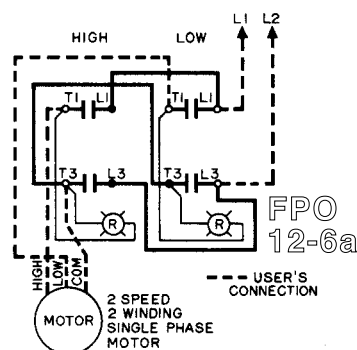 L1 L2
HIGH LOW
T1 L1 T1 L1
T3 L3 T3 L3
R R
FPO
12-6a
HIGH
LOW
COM
USER'S
CONNECTION
MOTOR
2 SPEED
2 WINDING
SINGLE PHASE
MOTOR